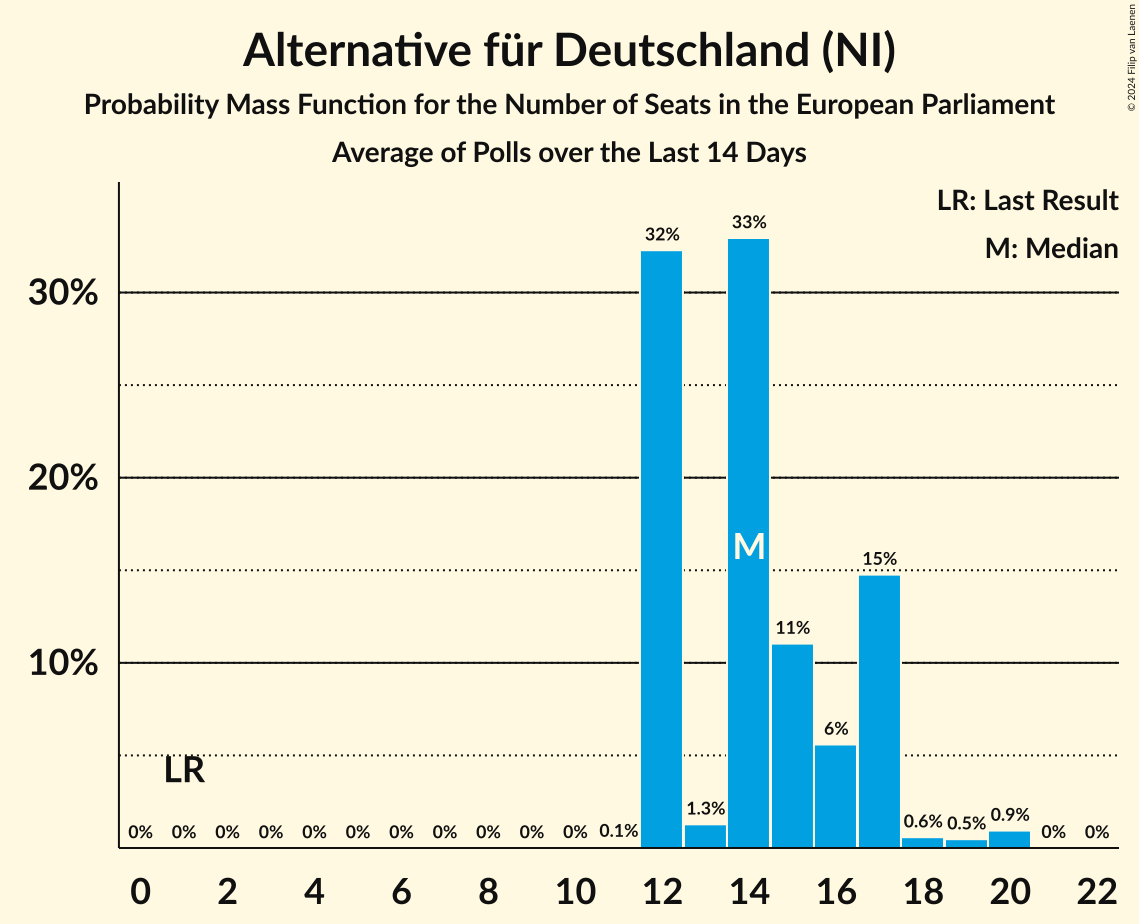 Alternative für Deutschland (NI)
Probability Mass Function for the Number of Seats in the European Parliament
Average of Polls over the Last 14 Days
© 2024 Filip van Laenen
LR: Last Result
M: Median
30%
20%
10%
LR
M
0% 0% 0% 0% 0% 0% 0% 0% 0% 0% 0% 0.1% 32% 1.3% 33% 11% 6% 15% 0.6% 0.5% 0.9% 0% 0%
0 2 4 6 8 10 12 14 16 18 20 22